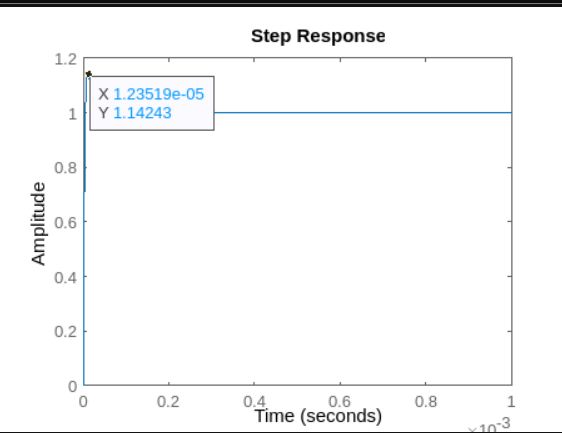 Step Response
1.2
X 1.23519e-05
Y 1.14243
1
0.8
0.6
0.4
0.2
0
Amplitude
0 0.2 0.4 0.6 0.8 1
Time (seconds)
×10-3